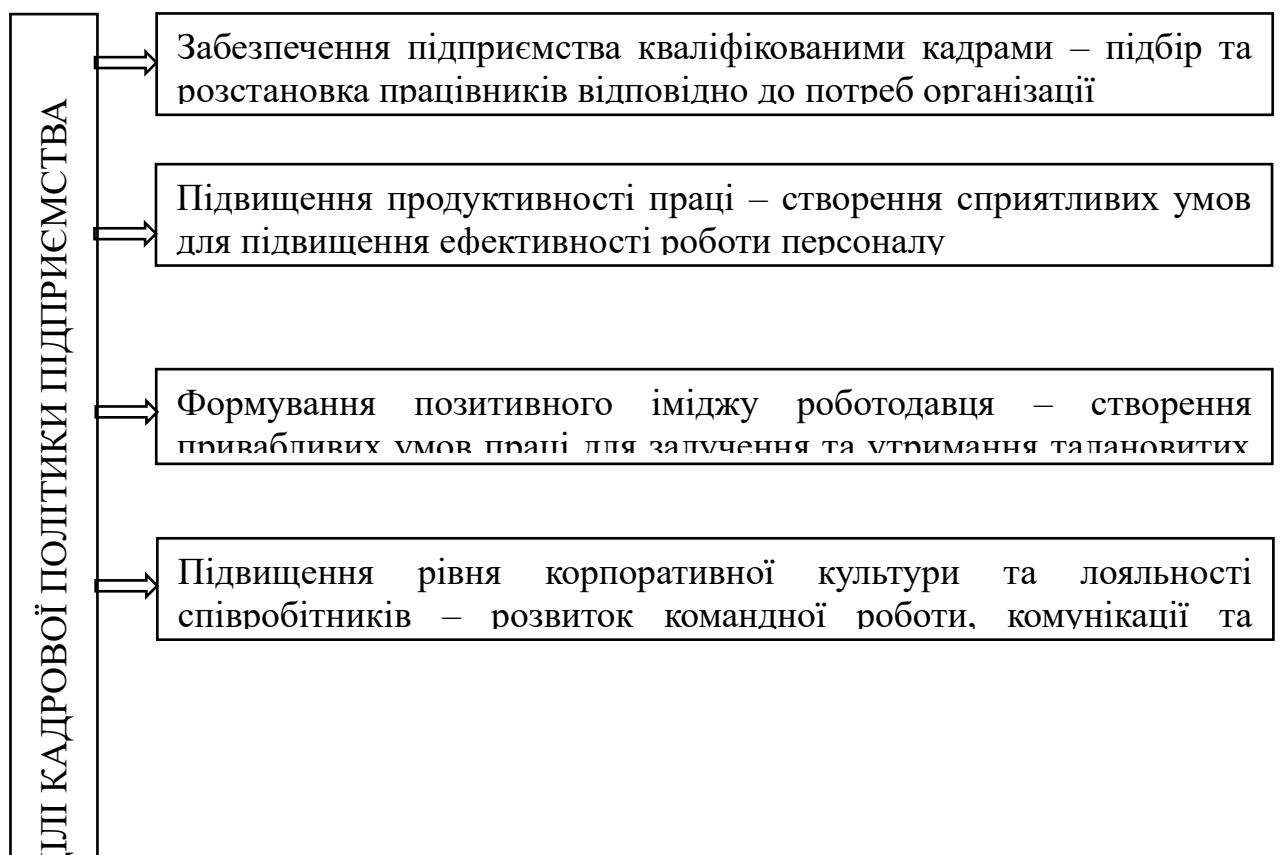 ЦІЛІ КАДРОВОЇ ПОЛІТИКИ ПІДПРИЄМСТВА
Забезпечення підприємства кваліфікованими кадрами – підбір та
розстановка працівників відповідно до потреб організації
Підвищення продуктивності праці – створення сприятливих умов
для підвищення ефективності роботи персоналу
Формування позитивного іміджу роботодавця – створення
привабливих умов праці для залучення та утримання талановитих
Підвищення рівня корпоративної культури та лояльності
співробітників – розвиток командної роботи, комунікації та